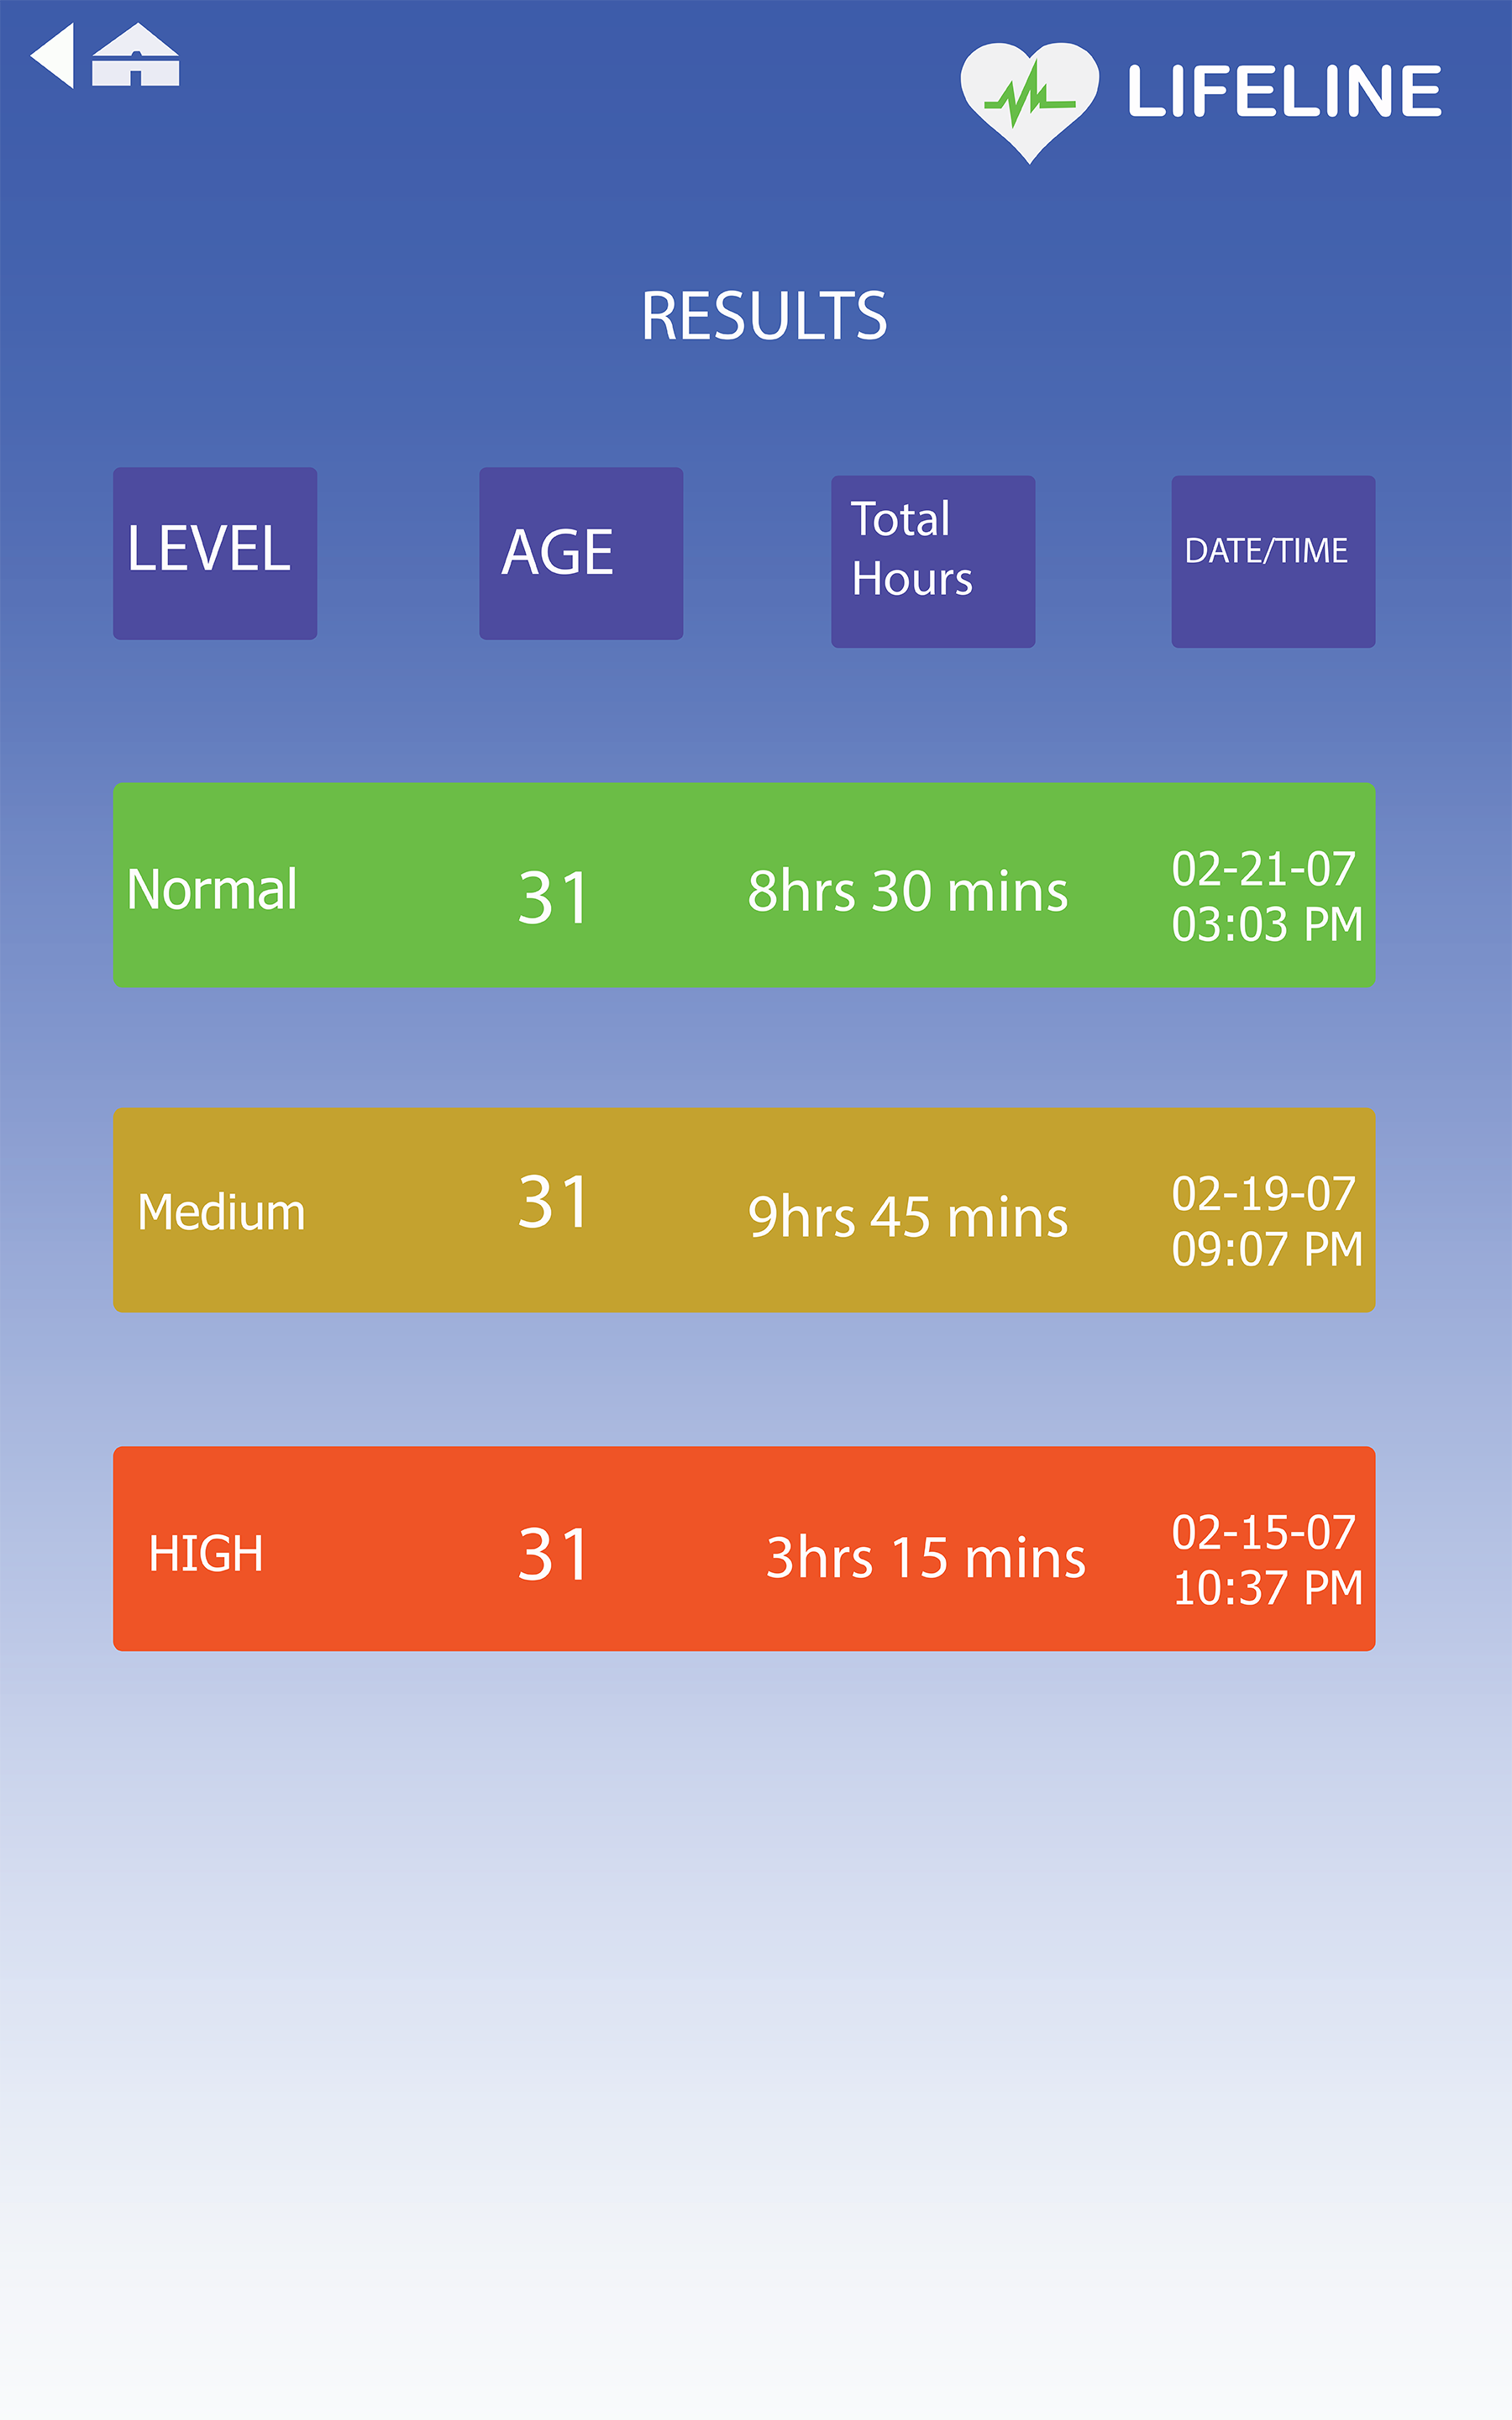 LIFELINE
RESULTS
LEVEL
AGE
Total
Hours
DATE/TIME
Normal
31
8hrs 30 mins
02-21-07
03:03 PM
Medium
31
9hrs 45 mins
02-19-07
09:07 PM
HIGH
31
3hrs 15 mins
02-15-07
10:37 PM